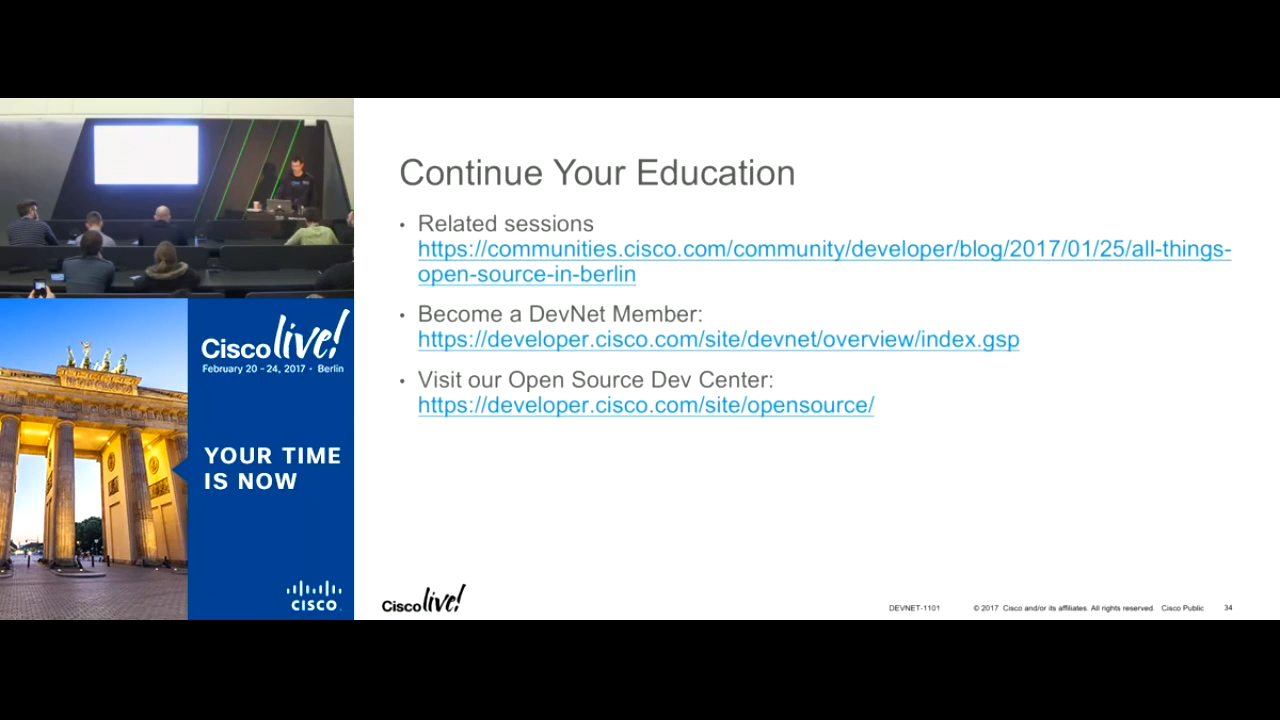 Continue Your Education
• Related sessions
https://communities.cisco.com/community/developer/blog/2017/01/25/all-things-
open-source-in-berlin
• Become a DevNet Member:
https://developer.cisco.com/site/devnet/overview/index.gsp
• Visit our Open Source Dev Center:
https://developer.cisco.com/site/opensource/
Cisco live!
February 20 - 24, 2017 • Berlin
YOUR TIME
IS NOW
CISCO.
Cisco live!
DEVNET-1101 © 2017 Cisco and/or its affiliates. All rights reserved. Cisco Public 34